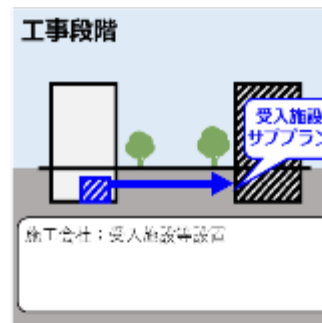 工事段階
受入施設
サブプラン
施工会社：受入施設等設置